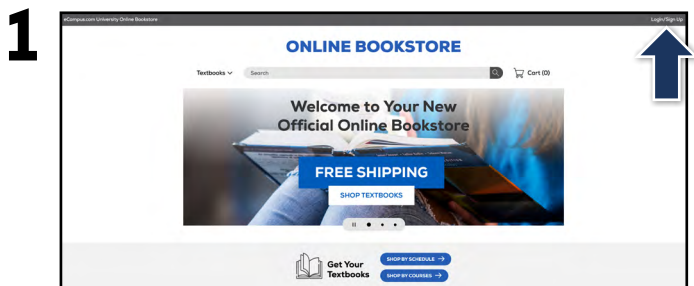 1
eCampus.com University Online Bookstore
Login/Sign Up
ONLINE BOOKSTORE
Textbooks
Search
Cart (0)
Welcome to Your New
Official Online Bookstore
FREE SHIPPING
SHOP TEXTBOOKS
Get Your
Textbooks
SHOP BY SCHEDULE →
SHOP BY COURSES →